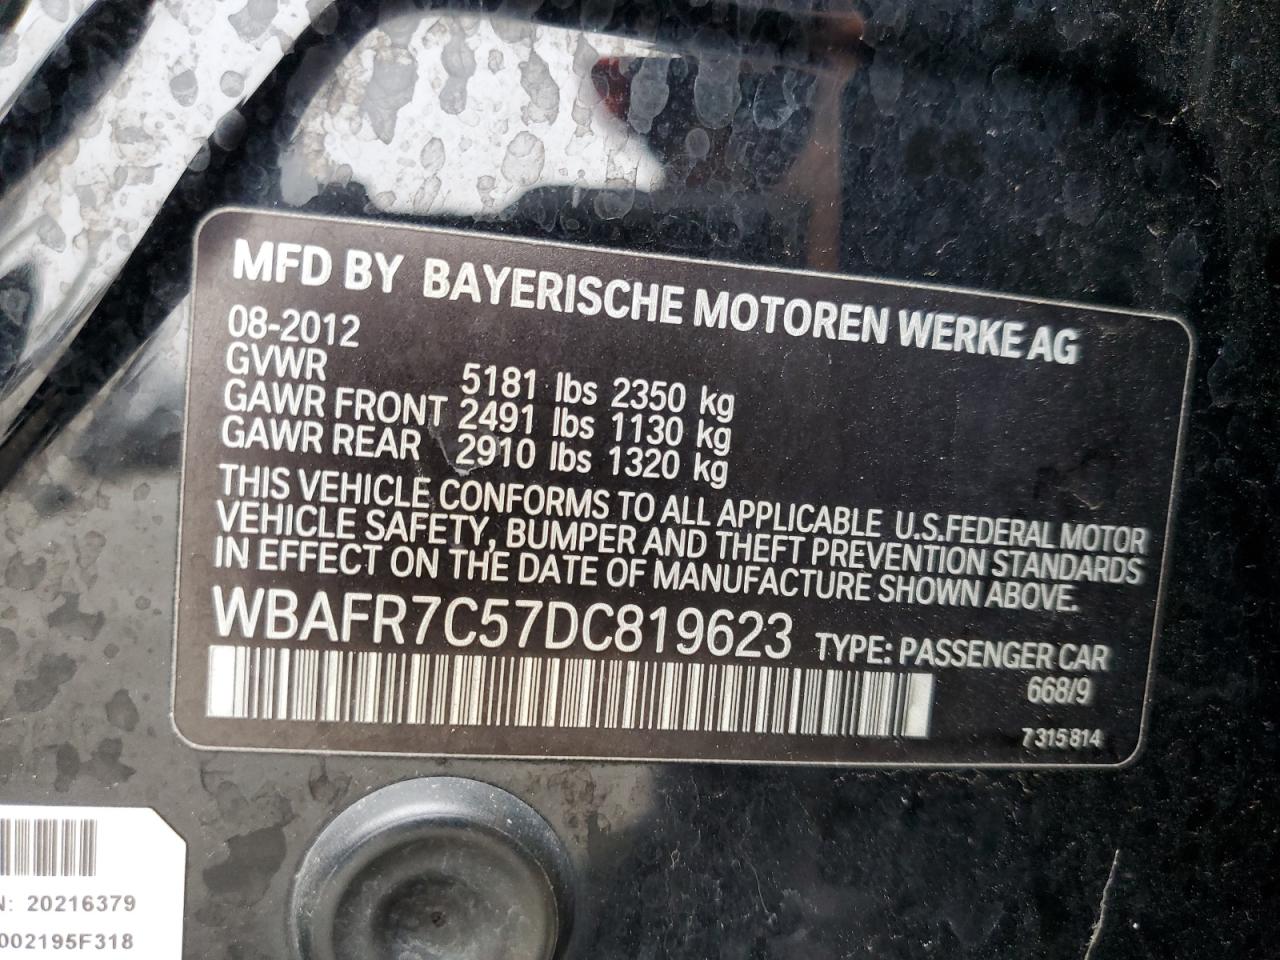 MFD BY BAYERISCHE MOTOREN WERKE AG
08-2012
GVWR 5181 lbs 2350 kg
GAWR FRONT 2491 lbs 1130 kg
GAWR REAR 2910 lbs 1320 kg
THIS VEHICLE CONFORMS TO ALL APPLICABLE U.S.FEDERAL MOTOR
VEHICLE SAFETY, BUMPER AND THEFT PREVENTION STANDARDS
IN EFFECT ON THE DATE OF MANUFACTURE SHOWN ABOVE.
WBAFR7C57DC819623 TYPE: PASSENGER CAR
668/9
7 315 814
N: 20216379
002195F318